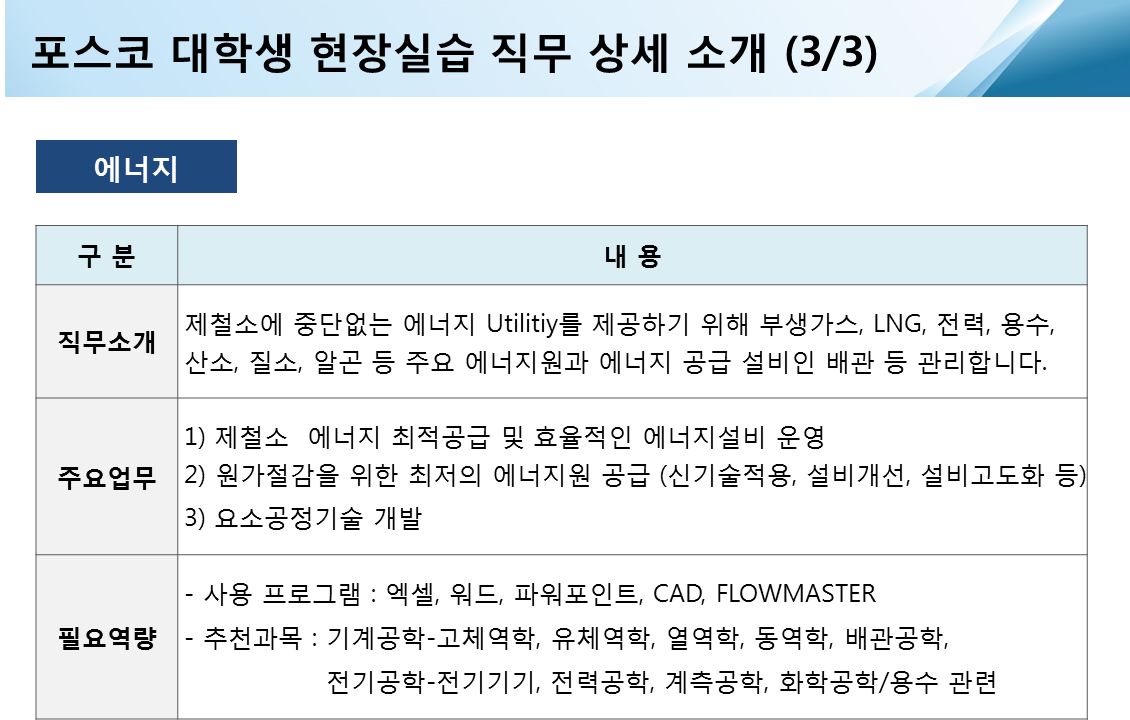 포스코 대학생 현장실습 직무 상세 소개 (3/3)
에너지
구 분
내 용
직무소개
제철소에 중단없는 에너지 Utilitiy를 제공하기 위해 부생가스, LNG, 전력, 용수,
산소, 질소, 알곤 등 주요 에너지원과 에너지 공급 설비인 배관 등 관리합니다.
주요업무
1) 제철소  에너지 최적공급 및 효율적인 에너지설비 운영
2) 원가절감을 위한 최저의 에너지원 공급 (신기술적용, 설비개선, 설비고도화 등)
3) 요소공정기술 개발
필요역량
- 사용 프로그램 : 엑셀, 워드, 파워포인트, CAD, FLOWMASTER
- 추천과목 : 기계공학-고체역학, 유체역학, 열역학, 동역학, 배관공학,
전기공학-전기기기, 전력공학, 계측공학, 화학공학/용수 관련